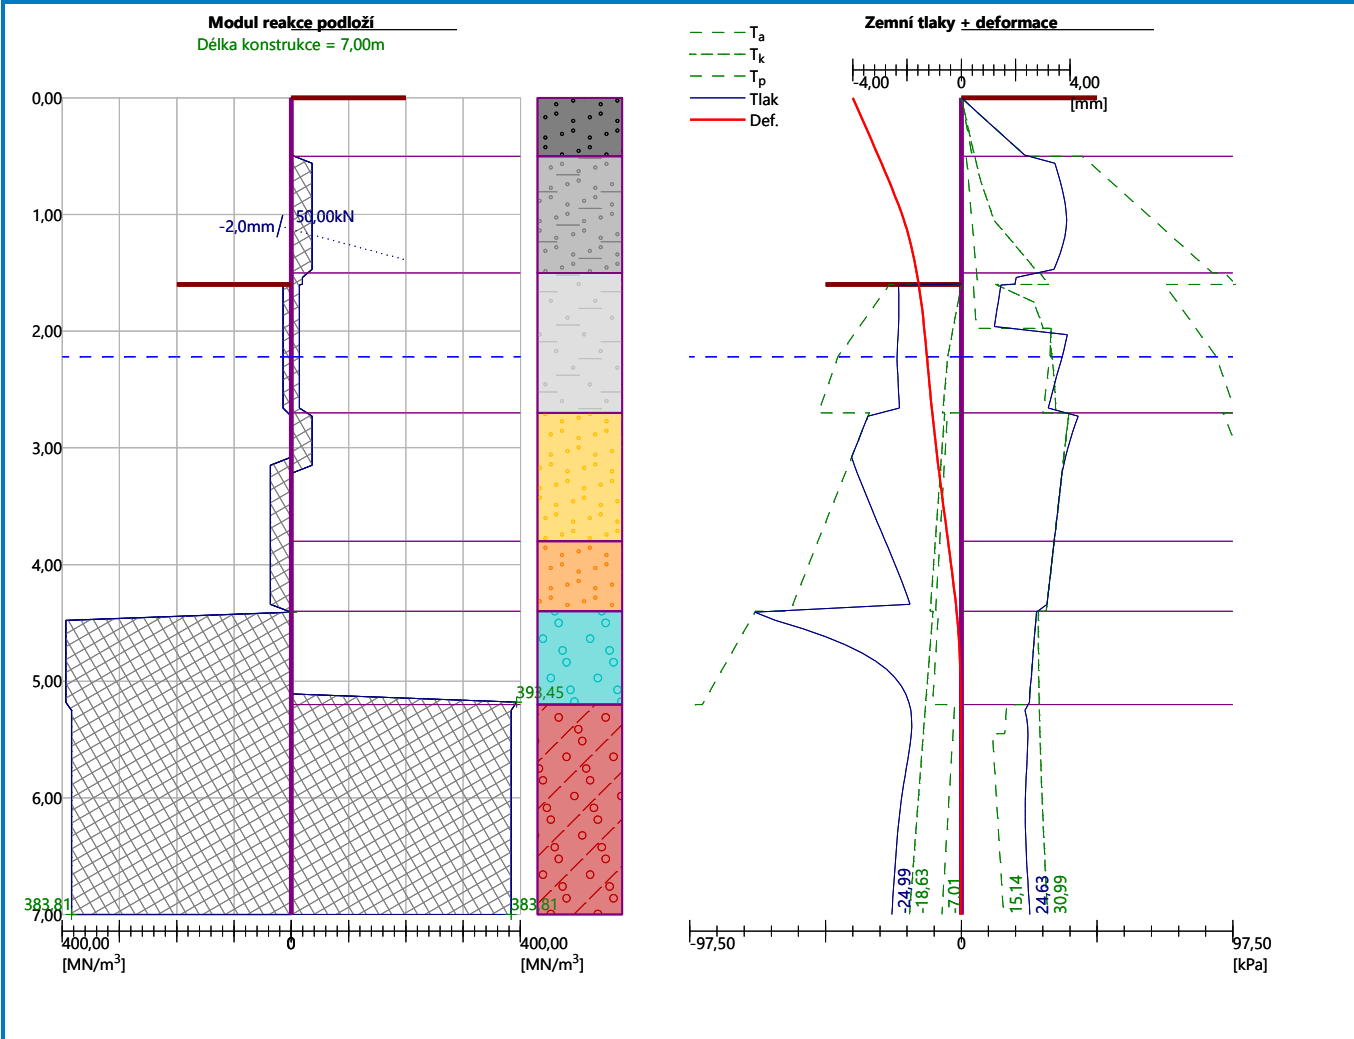 Modul reakce podloží
Délka konstrukce = 7,00m
0,00
1,00
2,00
3,00
4,00
5,00
6,00
7,00
-2,0mm
50,00kN
393,45
383,81
383,81
400,00
0
400,00
[MN/m³]
[MN/m³]
Zemní tlaky + deformace
Tₐ
Tₖ
Tₚ
Tlak
Def.
-4,00
0
4,00
[mm]
-24,99
-18,63
-7,01
15,14
24,63
30,99
-97,50
0
97,50
[kPa]